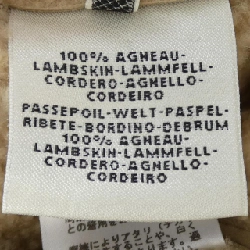 100% AGNEAU-
LAMBSKIN-LAMMFELL-
CORDERO-AGNELLO-
CORDEIRO
PASSEPOIL-WELT-PASPEL-
RIBETE-BORDINO-DEBRUM
100% AGNEAU-
LAMBSKIN-LAMMFELL-
CORDERO-AGNELLO-
CORDEIRO